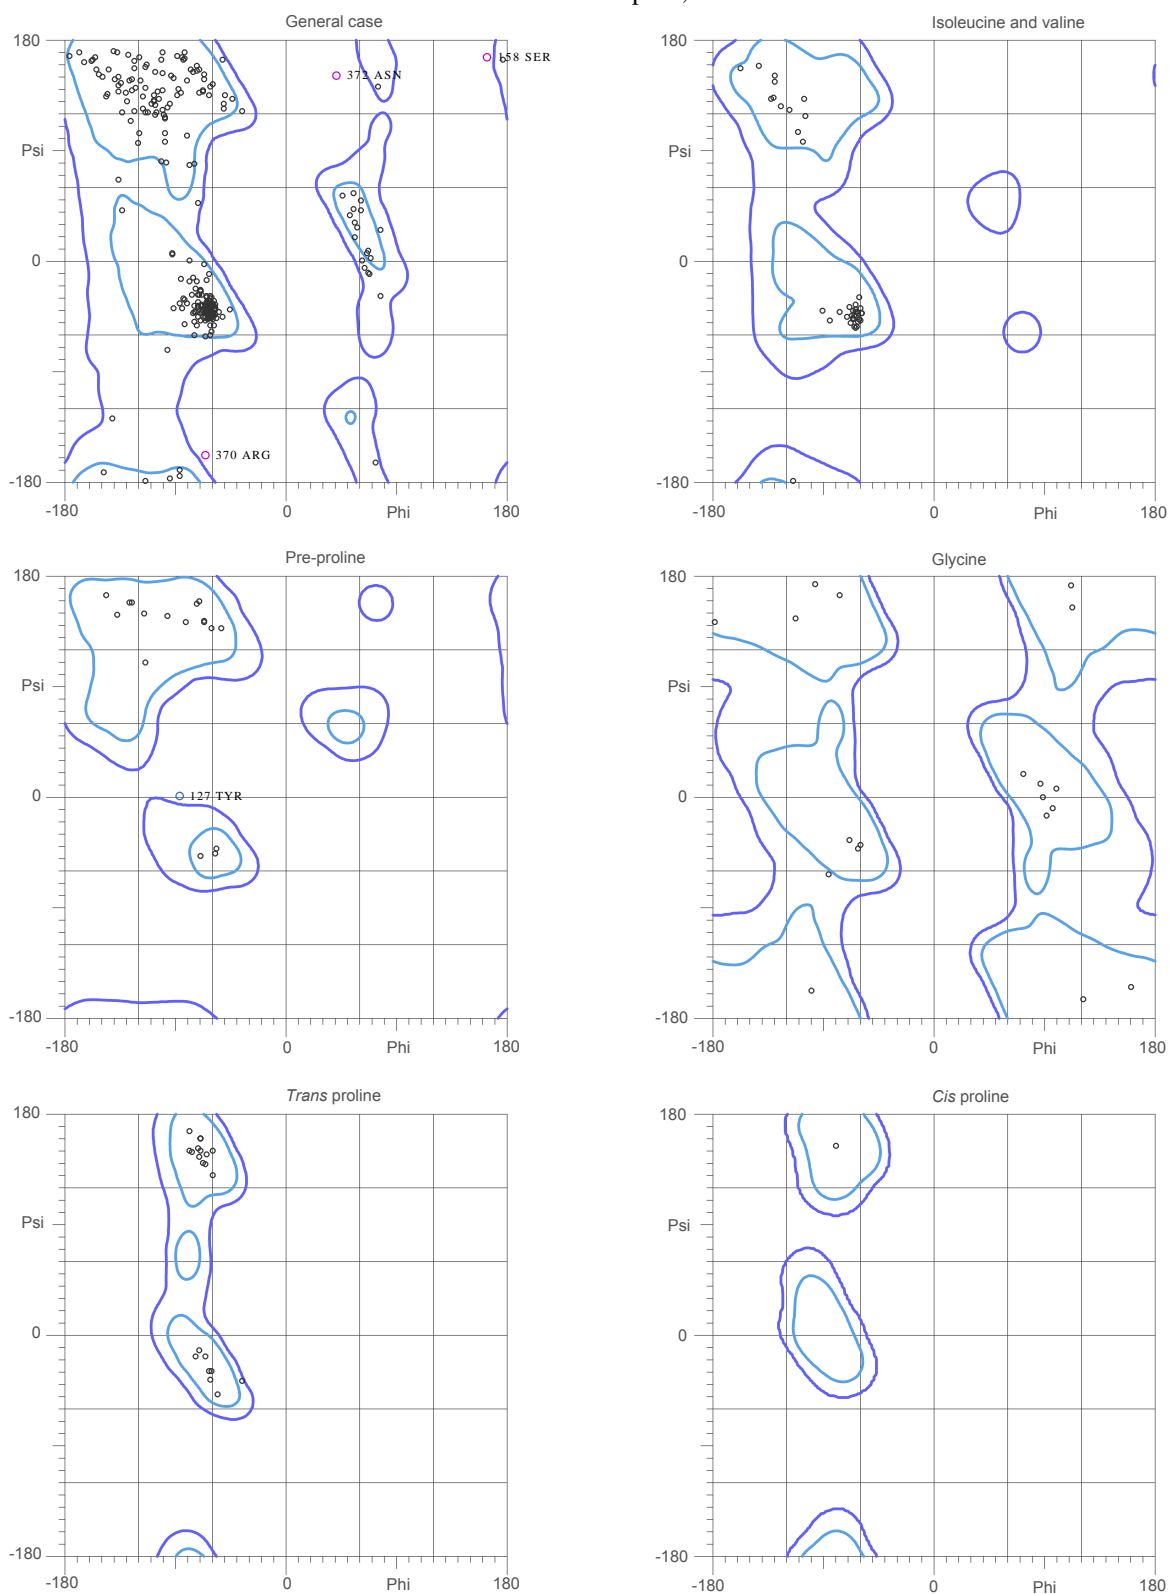 General case
180
Psi
0
-180
-180
0
Phi
180
372 ASN
158 SER
370 ARG
Isoleucine and valine
180
Psi
0
-180
-180
0
Phi
180
Pre-proline
180
Psi
0
-180
-180
0
Phi
180
127 TYR
Glycine
180
Psi
0
-180
-180
0
Phi
180
Trans proline
180
Psi
0
-180
-180
0
Phi
180
Cis proline
180
Psi
0
-180
-180
0
Phi
180